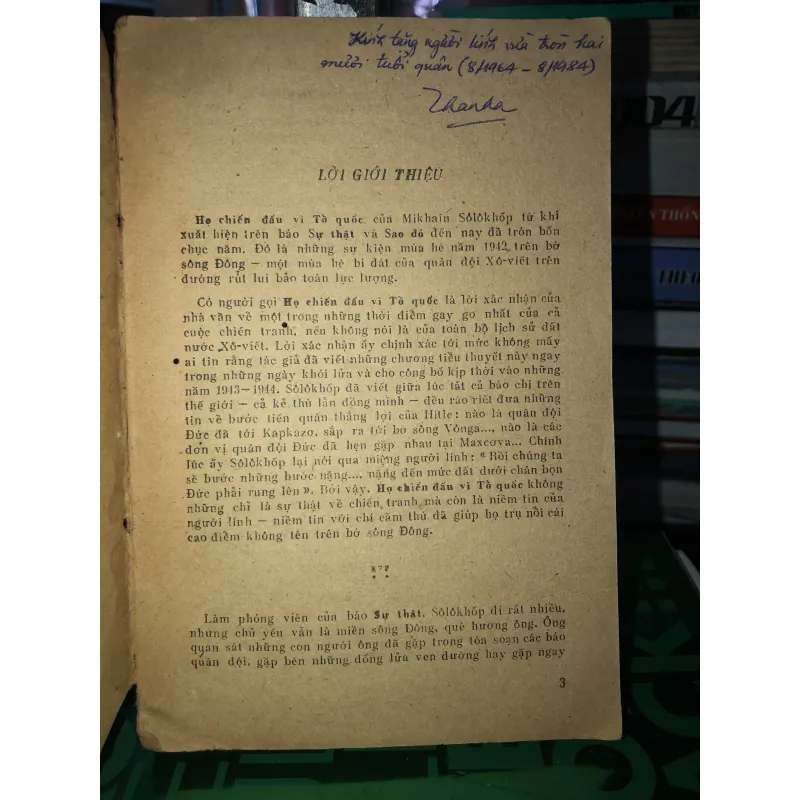 Kính tặng người lính vừa tròn hai
mươi tuổi quân (8/1964 - 8/1984)
Thanda
LỜI GIỚI THIỆU
Họ chiến đấu vì Tổ quốc của Mikhain Sôlôkhốp từ khi
xuất hiện trên báo Sự thật và Sao đỏ đến nay đã tròn bốn
chục năm. Đó là những sự kiện mùa hè năm 1942 trên bờ
sông Đông — một mùa hè bi đát của quân đội Xô-viết trên
đường rút lui bảo toàn lực lượng.
Có người gọi Họ chiến đấu vì Tổ quốc là lời xác nhận của
nhà văn về một trong những thời điểm gay go nhất của cả
cuộc chiến tranh, nếu không nói là của toàn bộ lịch sử đất
nước Xô-viết. Lời xác nhận ấy chính xác tới mức không mấy
ai tin rằng tác giả đã viết những chương tiểu thuyết này ngay
trong những ngày khói lửa và cho công bố kịp thời vào những
năm 1943—1944. Sôlôkhốp đã viết giữa lúc tất cả báo chí trên
thế giới — cả kẻ thù lẫn đồng minh — đều ráo riết đưa những
tin về bước tiến quân thắng lợi của Hitle: nào là quân đội
Đức đã tới Kapkazơ, sắp ra tới bờ sông Vônga..., nào là các
đơn vị quân đội Đức đã hẹn gặp nhau tại Maxcơva... Chính
lúc ấy Sôlôkhốp lại nói qua miệng người lính: « Rồi chúng ta
sẽ bước những bước nặng.... nặng đến mức đất dưới chân bọn
Đức phải rung lên ». Bởi vậy, Họ chiến đấu vì Tổ quốc không
những chỉ là sự thật về chiến tranh mà còn là niềm tin của
người lính — niềm tin với chí căm thù đã giúp họ trụ nổi cái
cao điểm không tên trên bờ sông Đông.
Làm phóng viên của báo Sự thật, Sôlôkhốp đi rất nhiều,
nhưng chủ yếu vẫn là miền sông Đông, quê hương ông. Ông
quan sát những con người ông đã gặp trong tòa soạn các báo
quân đội, gặp bên những đống lửa ven đường hay gặp ngay
3